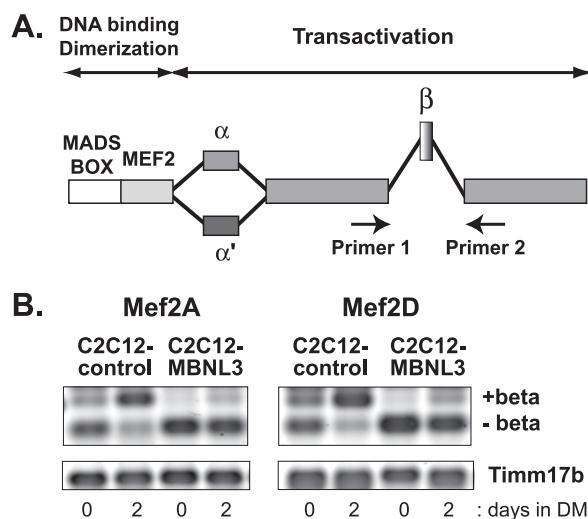 A.
DNA binding
Dimerization
Transactivation
β
MADS
BOX
MEF2
α
α'
Primer 1
Primer 2
B.
Mef2A
Mef2D
C2C12-
control
C2C12-
MBNL3
C2C12-
control
C2C12-
MBNL3
+beta
- beta
Timm17b
0 2 0 2 0 2 0 2 : days in DM